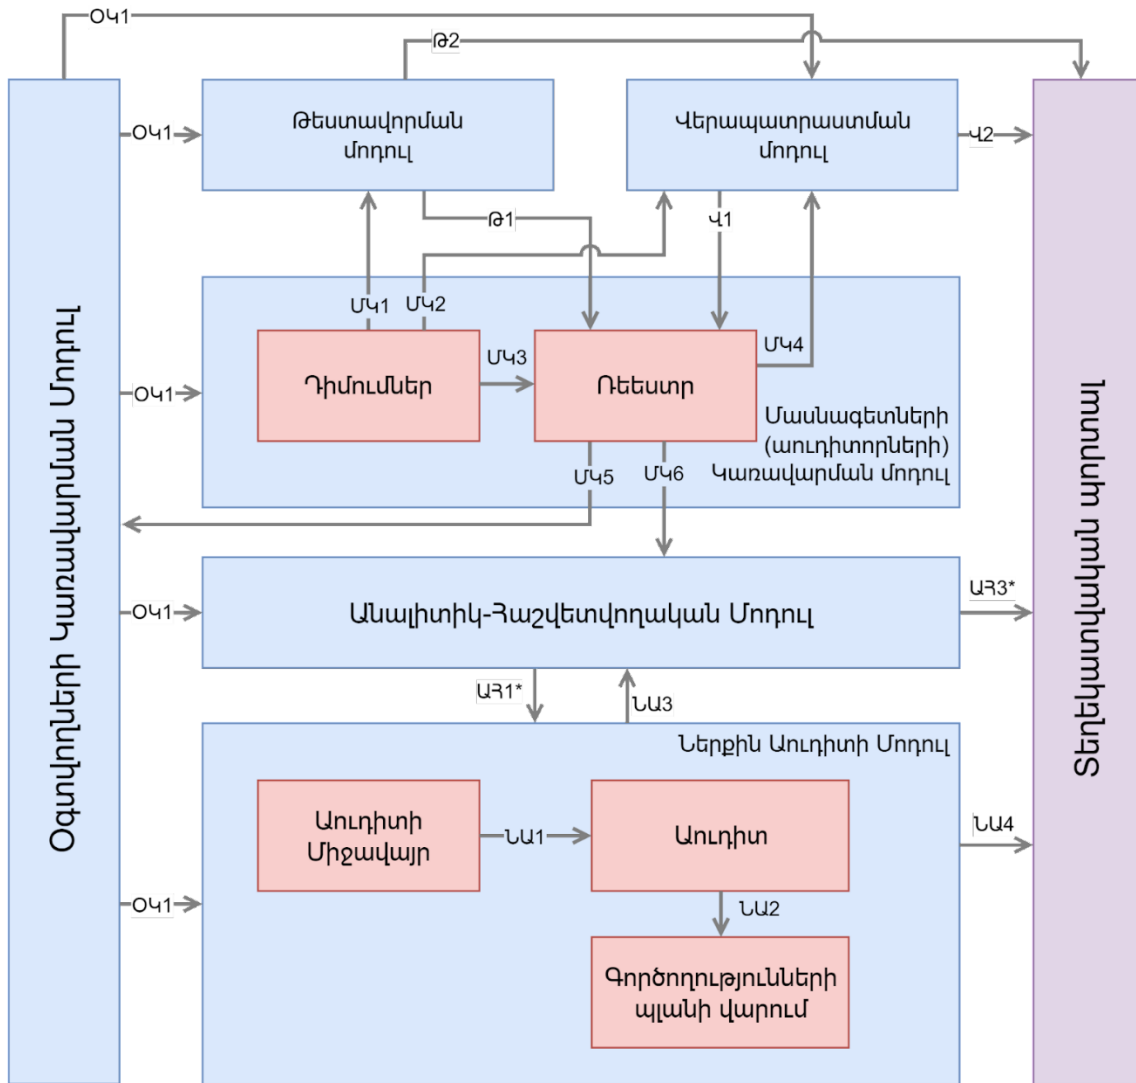 ՕԿ1
Թ2
Օգտվողների Կառավարման Մոդուլ
ՕԿ1
Թեստավորման
մոդուլ
Վերապատրաստման
մոդուլ
Վ2
Տեղեկատնտիպղմղ հասատղ
Թ1
Վ1
ՄԿ1
ՄԿ2
ՄԿ3
ՄԿ4
Դիմումներ
Ռեեստր
ՕԿ1
Մասնագետների
(աուդիտորների)
Կառավարման մոդուլ
ՄԿ5
ՄԿ6
ՕԿ1
Անալիտիկ-Հաշվետվողական Մոդուլ
ԱՀ3*
ԱՀ1*
ՆԱ3
Ներքին Աուդիտի Մոդուլ
Աուդիտի
Միջավայր
ՆԱ1
Աուդիտ
ՆԱ4
ՕԿ1
ՆԱ2
Գործողությունների
պլանի վարում